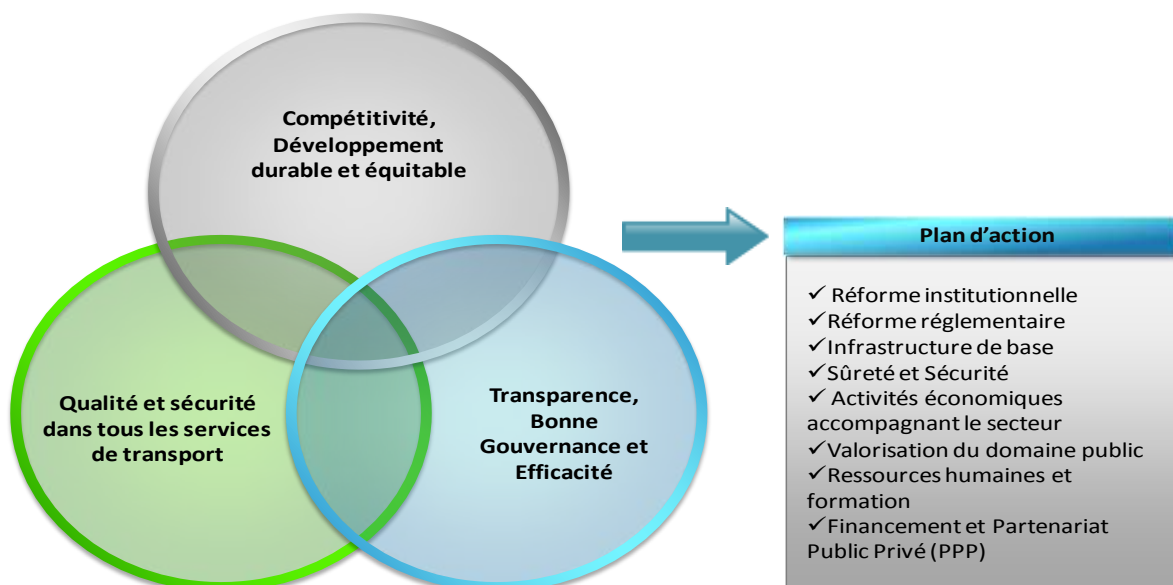 Compétitivité,
Développement
durable et équitable
Qualité et sécurité
dans tous les services
de transport
Transparence,
Bonne
Gouvernance et
Efficacité
Plan d’action
✓ Réforme institutionnelle
✓Réforme réglementaire
✓Infrastructure de base
✓Sûreté et Sécurité
✓ Activités économiques
accompagnant le secteur
✓Valorisation du domaine public
✓Ressources humaines et
formation
✓Financement et Partenariat
Public Privé (PPP)